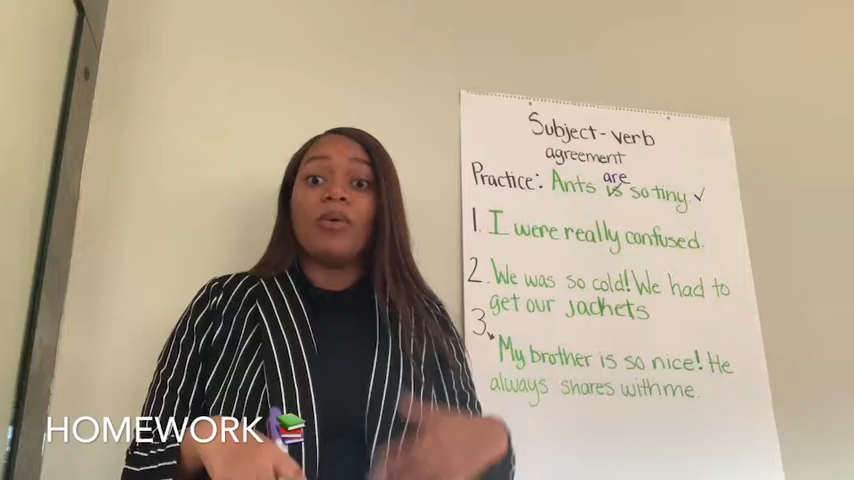 Subject-verb
agreement
are
Practice: Ants is so tiny. ✓
1. I were really confused.
2. We was so cold! We had to
get our jackets
3. My brother is so nice! He
always shares with me.
HOMEWORK 📚